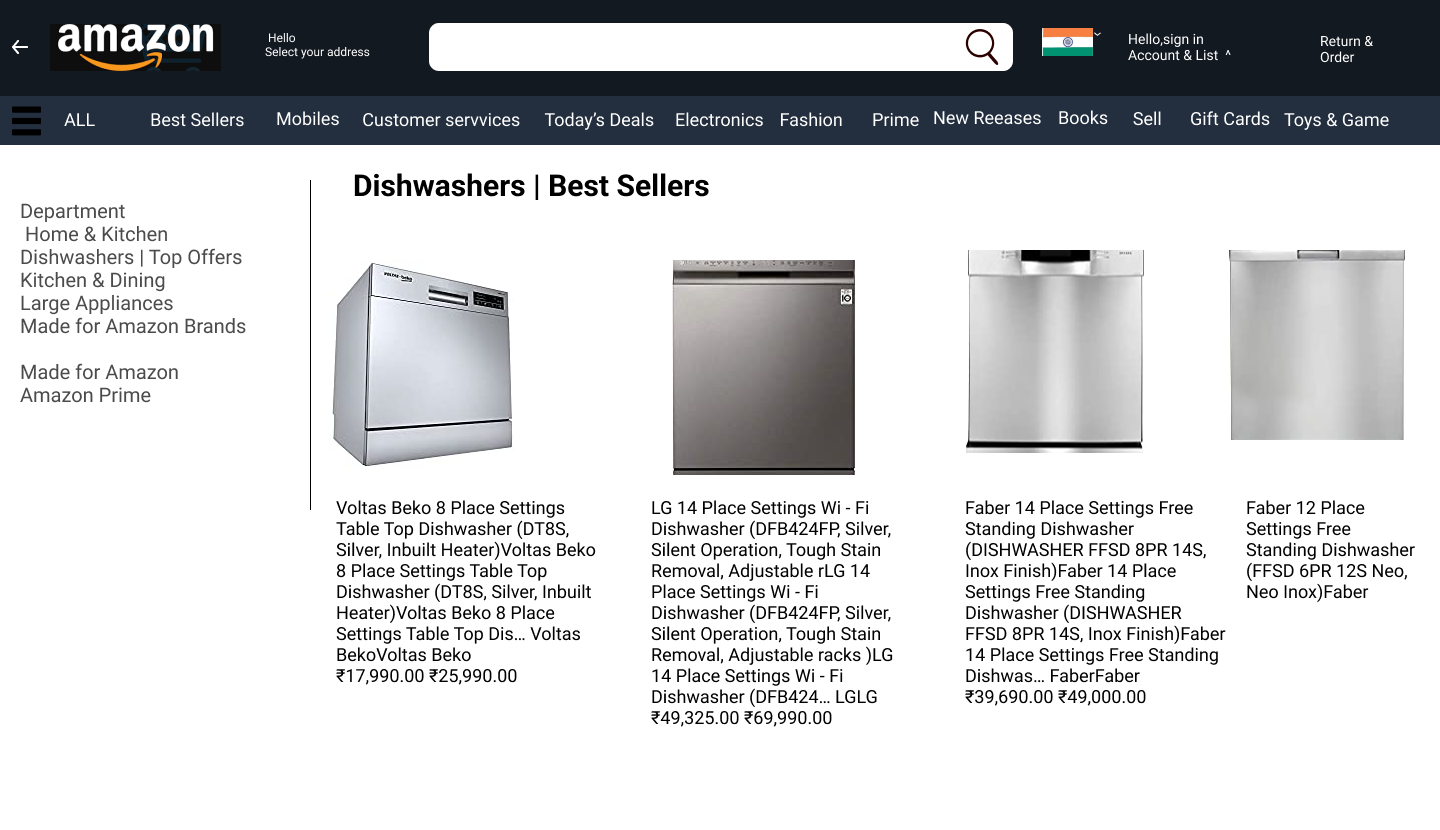 amazon
Hello
Select your address
Hello,sign in
Account & List ^
Return &
Order
ALL Best Sellers Mobiles Customer servvices Today’s Deals Electronics Fashion Prime New Reeases Books Sell Gift Cards Toys & Game
Dishwashers | Best Sellers
Department
Home & Kitchen
Dishwashers | Top Offers
Kitchen & Dining
Large Appliances
Made for Amazon Brands
Made for Amazon
Amazon Prime
Voltas Beko 8 Place Settings
Table Top Dishwasher (DT8S,
Silver, Inbuilt Heater)Voltas Beko
8 Place Settings Table Top
Dishwasher (DT8S, Silver, Inbuilt
Heater)Voltas Beko 8 Place
Settings Table Top Dis… Voltas
BekoVoltas Beko
₹17,990.00 ₹25,990.00
LG 14 Place Settings Wi - Fi
Dishwasher (DFB424FP, Silver,
Silent Operation, Tough Stain
Removal, Adjustable rLG 14
Place Settings Wi - Fi
Dishwasher (DFB424FP, Silver,
Silent Operation, Tough Stain
Removal, Adjustable racks )LG
14 Place Settings Wi - Fi
Dishwasher (DFB424… LGLG
₹49,325.00 ₹69,990.00
Faber 14 Place Settings Free
Standing Dishwasher
(DISHWASHER FFSD 8PR 14S,
Inox Finish)Faber 14 Place
Settings Free Standing
Dishwasher (DISHWASHER
FFSD 8PR 14S, Inox Finish)Faber
14 Place Settings Free Standing
Dishwas… FaberFaber
₹39,690.00 ₹49,000.00
Faber 12 Place
Settings Free
Standing Dishwasher
(FFSD 6PR 12S Neo,
Neo Inox)Faber